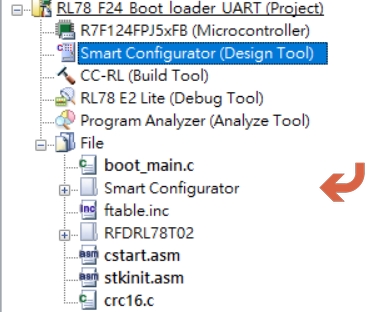 RL78_F24_Boot_loader_UART (Project)
R7F124FPJ5xFB (Microcontroller)
Smart Configurator (Design Tool)
CC-RL (Build Tool)
RL78 E2 Lite (Debug Tool)
Program Analyzer (Analyze Tool)
File
boot_main.c
Smart Configurator
ftable.inc
RFDRL78T02
cstart.asm
stkinit.asm
crc16.c